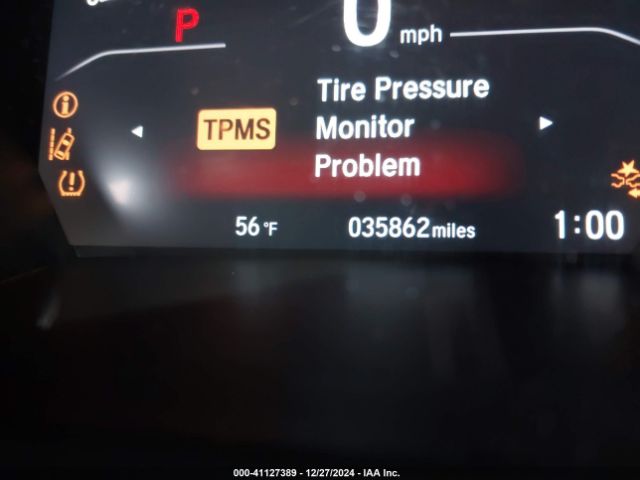 P
0 mph
Tire Pressure
TPMS Monitor
Problem
56 °F 035862 miles 1:00
000-41127389 - 12/27/2024 - IAA Inc.